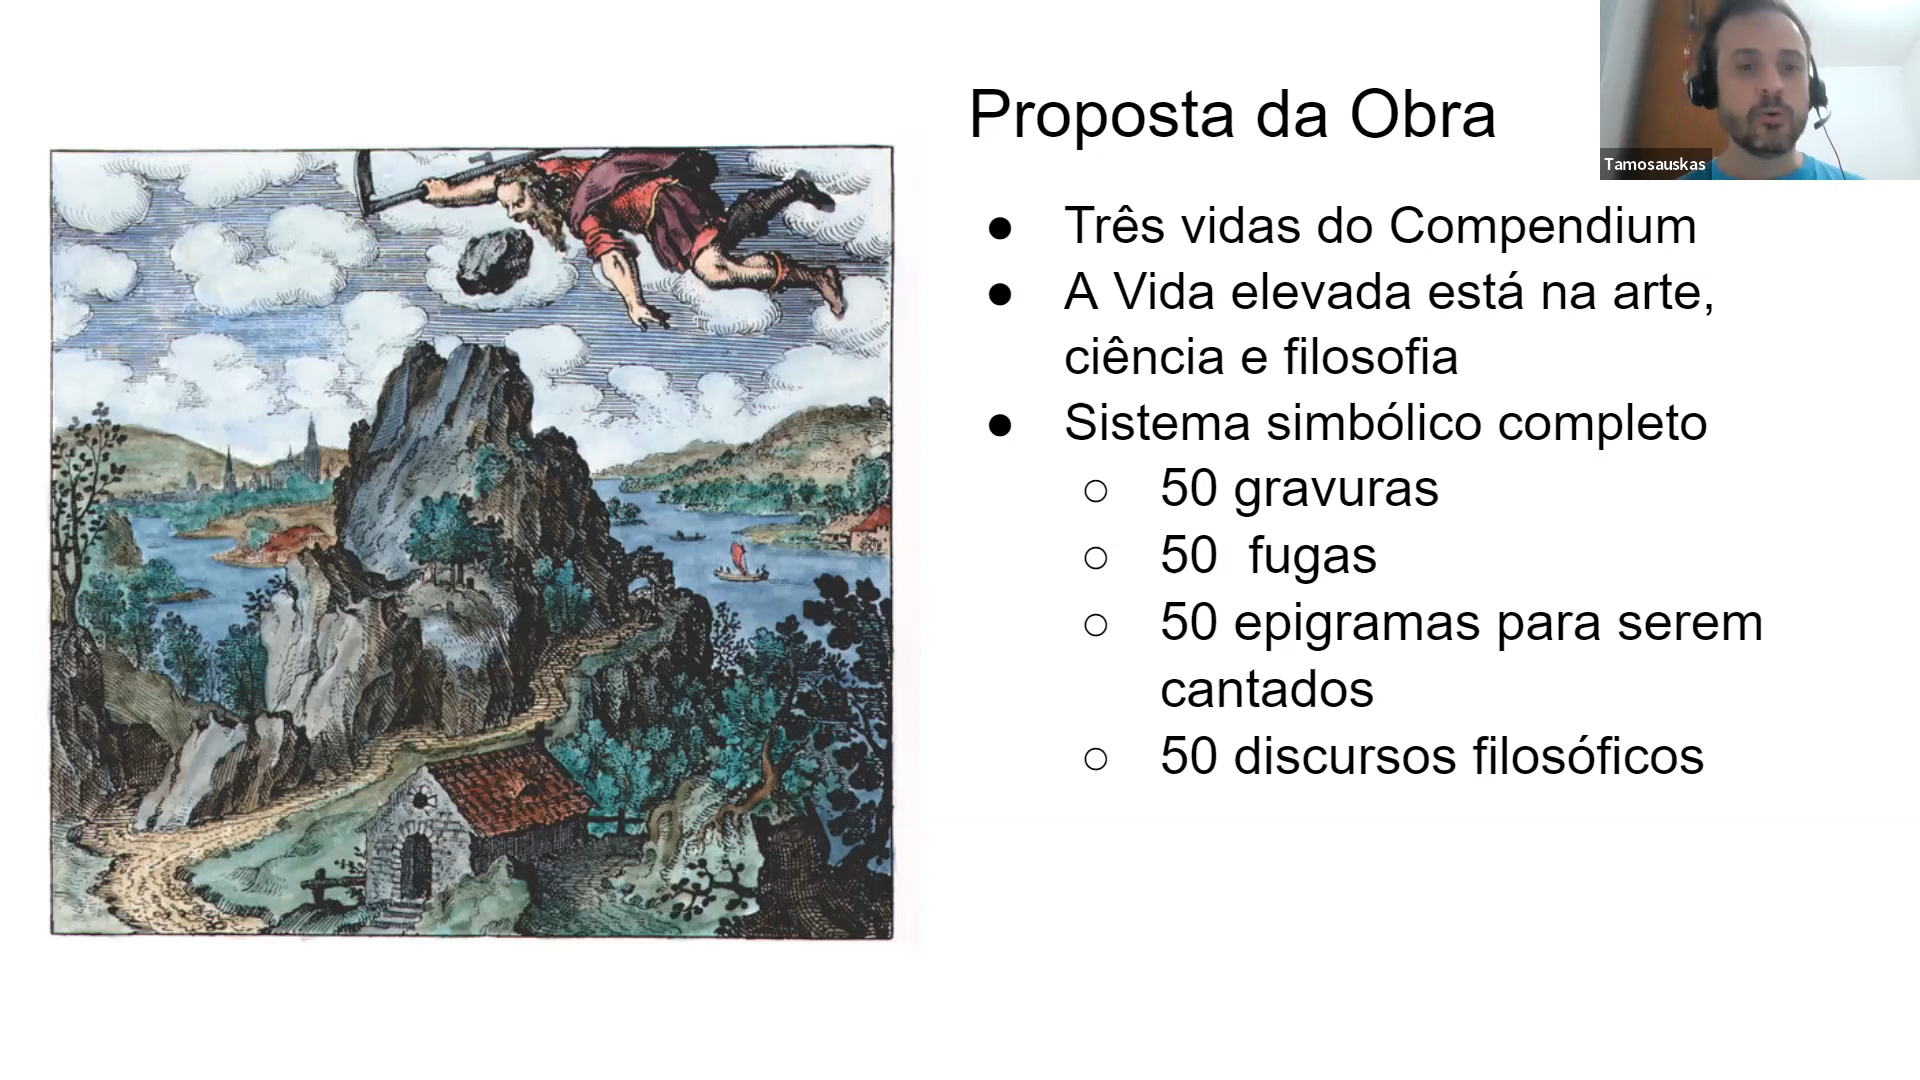 Proposta da Obra
Tamosauskas
● Três vidas do Compendium
● A Vida elevada está na arte,
ciência e filosofia
● Sistema simbólico completo
○ 50 gravuras
○ 50 fugas
○ 50 epigramas para serem
cantados
○ 50 discursos filosóficos